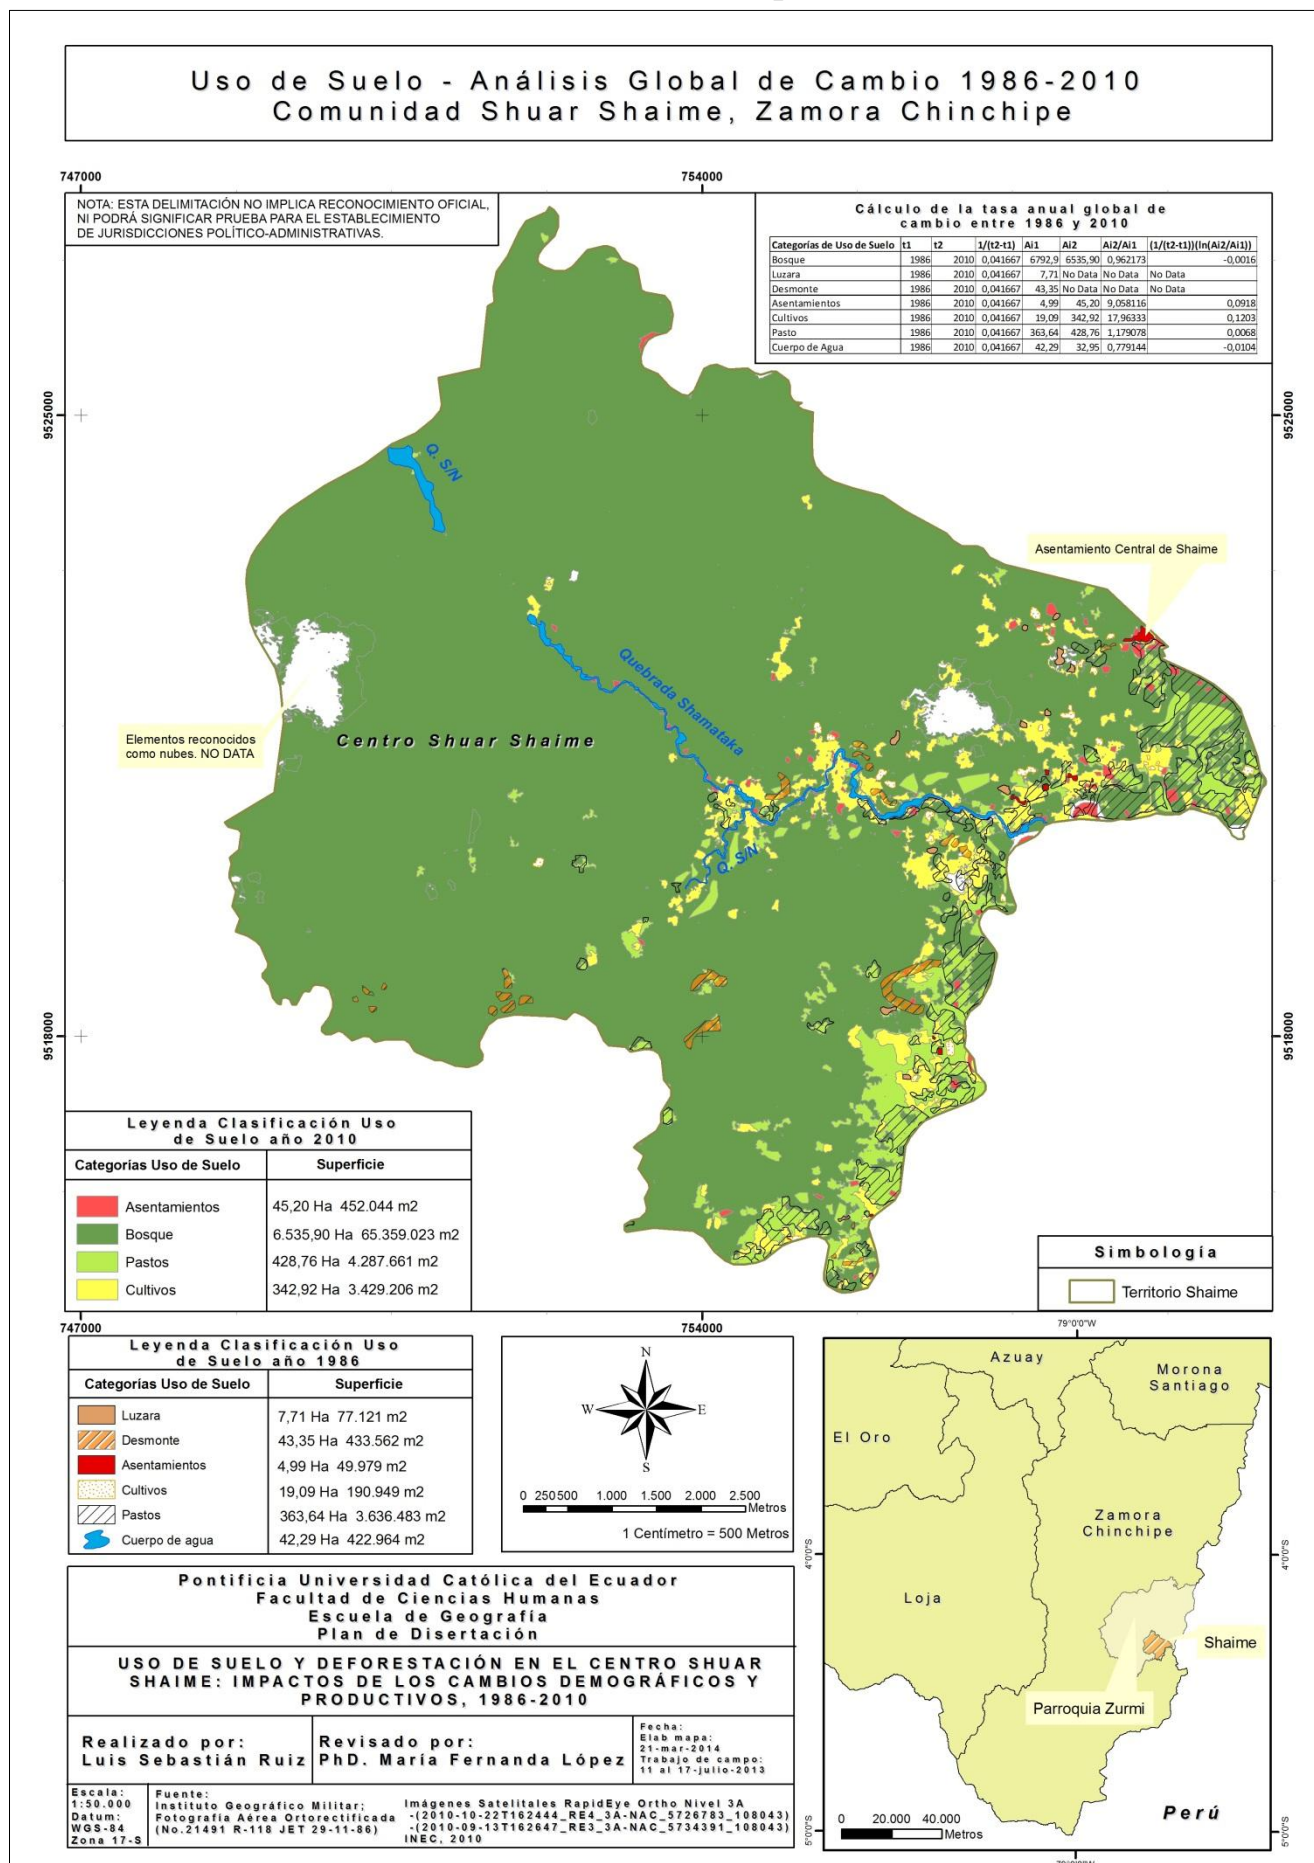 Uso de Suelo - Análisis Global de Cambio 1986-2010
Comunidad Shuar Shaime, Zamora Chinchipe
747000
754000
NOTA: ESTA DELIMITACIÓN NO IMPLICA RECONOCIMIENTO OFICIAL,
NI PODRÁ SIGNIFICAR PRUEBA PARA EL ESTABLECIMIENTO
DE JURISDICCIONES POLÍTICO-ADMINISTRATIVAS.
Cálculo de la tasa anual global de
cambio entre 1986 y 2010
Categorías de Uso de Suelo t1 t2 1/(t2-t1) Ai1 Ai2 Ai2/Ai1 (1/(t2-t1))(ln(Ai2/Ai1))
Bosque 1986 2010 0,041667 6792,9 6535,90 0,962173 -0,0016
Luzara 1986 2010 0,041667 7,71 No Data No Data No Data
Desmonte 1986 2010 0,041667 43,35 No Data No Data No Data
Asentamientos 1986 2010 0,041667 4,99 45,20 9,058116 0,0918
Cultivos 1986 2010 0,041667 19,09 342,92 17,96333 0,1203
Pasto 1986 2010 0,041667 363,64 428,76 1,179078 0,0068
Cuerpo de Agua 1986 2010 0,041667 42,29 32,95 0,779144 -0,0104
9525000
9525000
Q. S/N
Asentamiento Central de Shaime
Quebrada Shamataka
Elementos reconocidos
como nubes. NO DATA
Centro Shuar Shaime
Q. S/N
9518000
9518000
Leyenda Clasificación Uso
de Suelo año 2010
Categorías Uso de Suelo Superficie
Asentamientos 45,20 Ha 452.044 m2
Bosque 6.535,90 Ha 65.359.023 m2
Pastos 428,76 Ha 4.287.661 m2
Cultivos 342,92 Ha 3.429.206 m2
Simbología
Territorio Shaime
747000
754000
Leyenda Clasificación Uso
de Suelo año 1986
Categorías Uso de Suelo Superficie
Luzara 7,71 Ha 77.121 m2
Desmonte 43,35 Ha 433.562 m2
Asentamientos 4,99 Ha 49.979 m2
Cultivos 19,09 Ha 190.949 m2
Pastos 363,64 Ha 3.636.483 m2
Cuerpo de agua 42,29 Ha 422.964 m2
N
W E
S
0 250 500 1.000 1.500 2.000 2.500
Metros
1 Centímetro = 500 Metros
79°0'0"W
Azuay
Morona
Santiago
El Oro
Zamora
Chinchipe
4°0'0"S
4°0'0"S
Loja
Shaime
Parroquia Zurmi
Perú
0 20.000 40.000
Metros
5°0'0"S
5°0'0"S
79°0'0"W
Pontificia Universidad Católica del Ecuador
Facultad de Ciencias Humanas
Escuela de Geografía
Plan de Disertación
USO DE SUELO Y DEFORESTACIÓN EN EL CENTRO SHUAR
SHAIME: IMPACTOS DE LOS CAMBIOS DEMOGRÁFICOS Y
PRODUCTIVOS, 1986-2010
Realizado por:
Luis Sebastián Ruiz
Revisado por:
PhD. María Fernanda López
Fecha:
Elab mapa:
21-mar-2014
Trabajo de campo:
11 al 17-julio-2013
Escala:
1:50.000
Datum:
WGS-84
Zona 17-S
Fuente:
Instituto Geográfico Militar;
Fotografía Aérea Ortorectificada
(No.21491 R-118 JET 29-11-86)
Imágenes Satelitales RapidEye Ortho Nivel 3A
-(2010-10-22T162444_RE4_3A-NAC_5726783_108043)
-(2010-09-13T162647_RE3_3A-NAC_5734391_108043)
INEC, 2010